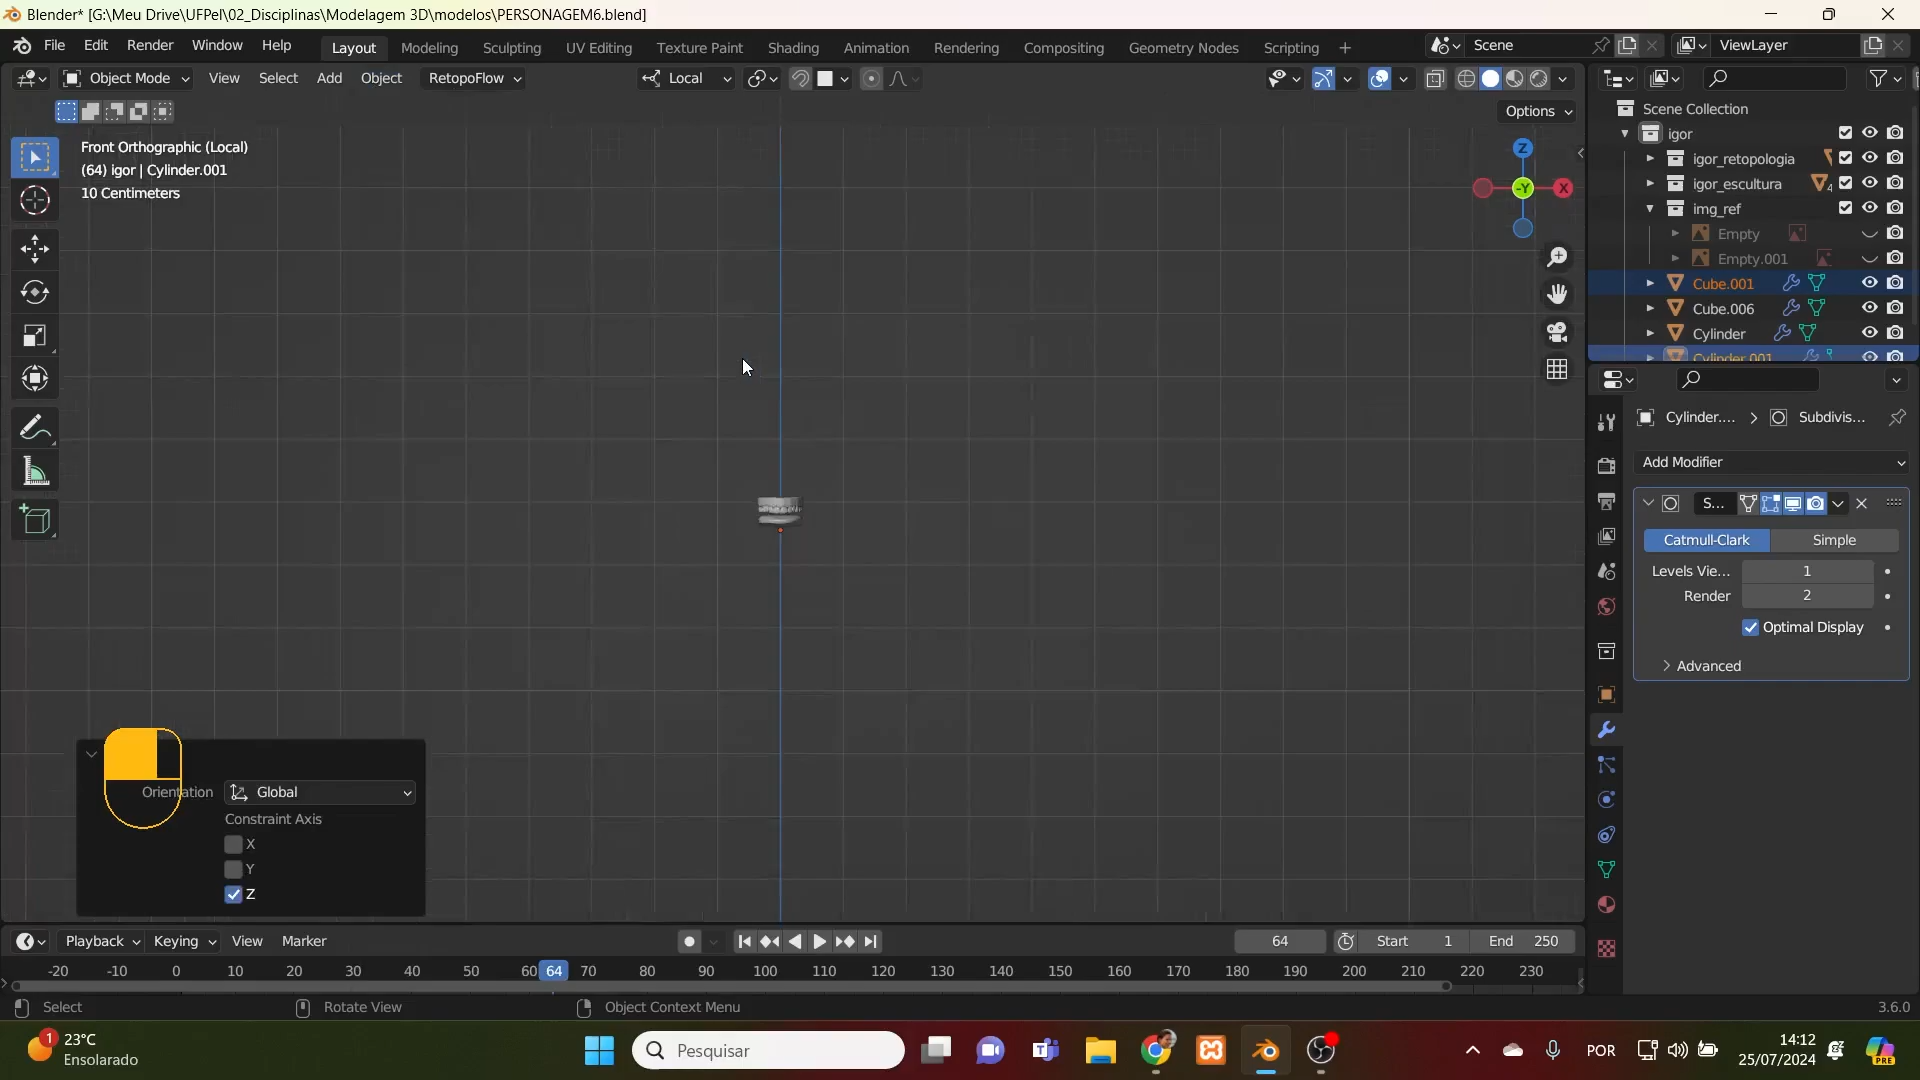 Blender* [G:\Meu Drive\UFPel\02_Disciplinas\Modelagem 3D\modelos\PERSONAGEM6.blend]
File Edit Render Window Help Layout Modeling Sculpting UV Editing Texture Paint Shading Animation Rendering Compositing Geometry Nodes Scripting + Scene ViewLayer
Object Mode View Select Add Object RetopoFlow Local
Options
Front Orthographic (Local)
(64) igor | Cylinder.001
10 Centimeters
Z
-Y
X
Scene Collection
igor
igor_retopologia
igor_escultura 4
img_ref
Empty
Empty.001
Cube.001
Cube.006
Cylinder
Cylinder.001
Cylinder.... > Subdivis...
Add Modifier
S...
Catmull-Clark Simple
Levels Vie... 1
Render 2
Optimal Display
Advanced
Orientation Global
Constraint Axis
X
Y
Z
Playback Keying View Marker 64 Start 1 End 250
-20 -10 0 10 20 30 40 50 60 64 70 80 90 100 110 120 130 140 150 160 170 180 190 200 210 220 230
Select Rotate View Object Context Menu 3.6.0
1 23°C
Ensolarado
Pesquisar
POR
14:12
25/07/2024
PRE